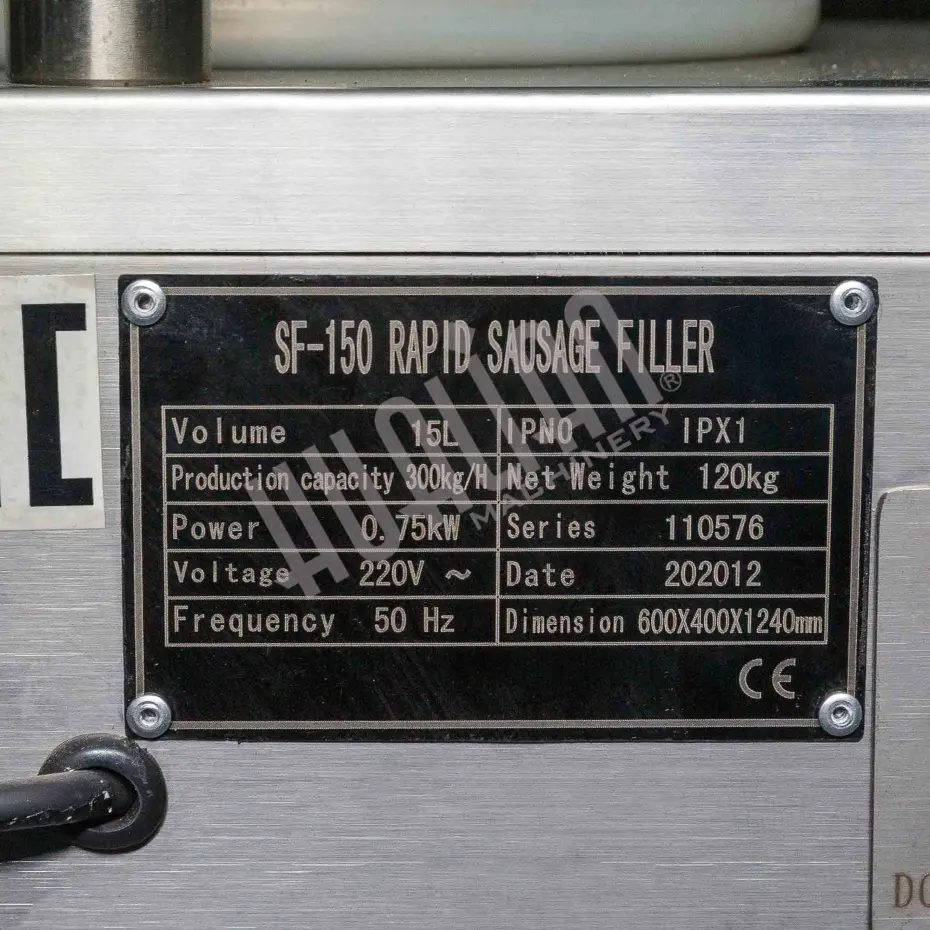 SF-150 RAPID SAUSAGE FILLER
Volume 15L IPNO IPX1
Production capacity 300kg/H Net Weight 120kg
Power 0.75kW Series 110576
Voltage 220V ~ Date 202012
Frequency 50 Hz Dimension 600X400X1240mm
CE
HUALIAN®
MACHINERY